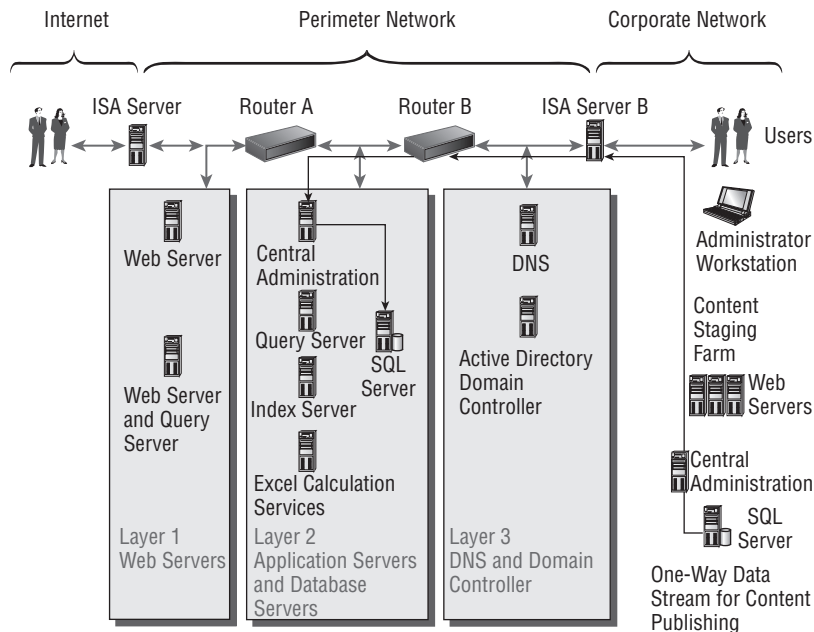 Internet
Perimeter Network
Corporate Network
ISA Server
Router A
Router B
ISA Server B
Users
Web Server
Web Server
and Query
Server
Layer 1
Web Servers
Central
Administration
Query Server
SQL
Server
Index Server
Excel Calculation
Services
Layer 2
Application Servers
and Database
Servers
DNS
Active Directory
Domain
Controller
Layer 3
DNS and Domain
Controller
Administrator
Workstation
Content
Staging
Farm
Web
Servers
Central
Administration
SQL
Server
One-Way Data
Stream for Content
Publishing